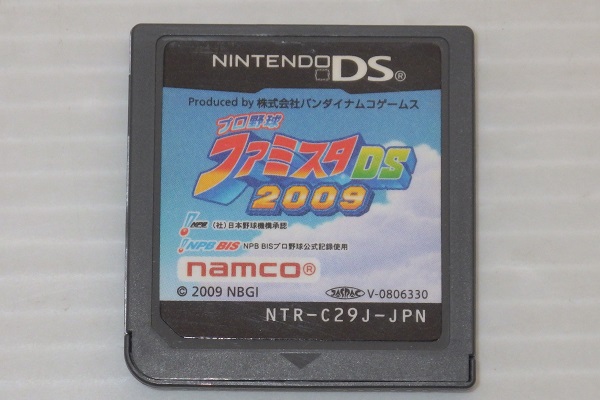 NINTENDO DS®
Produced by 株式会社バンダイナムコゲームス
プロ野球
ファミスタDS
2009
NPB (社)日本野球機構承認
NPB BIS NPB BISプロ野球公式記録使用
namco®
© 2009 NBGI
V-0806330
NTR-C29J-JPN